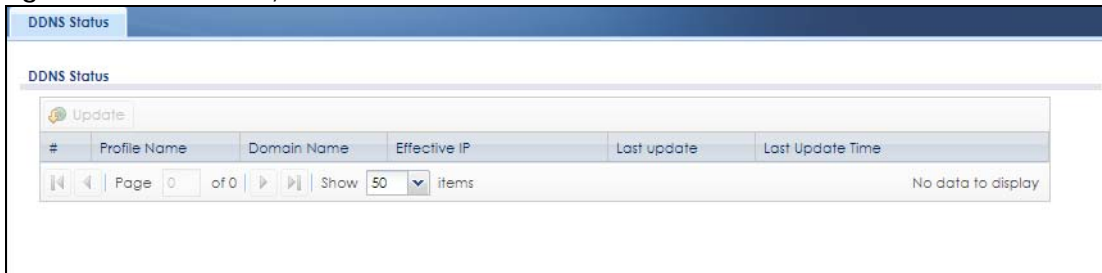 DDNS Status
DDNS Status
Update
# Profile Name Domain Name Effective IP Last update Last Update Time
Page 0 of 0 Show 50 items No data to display